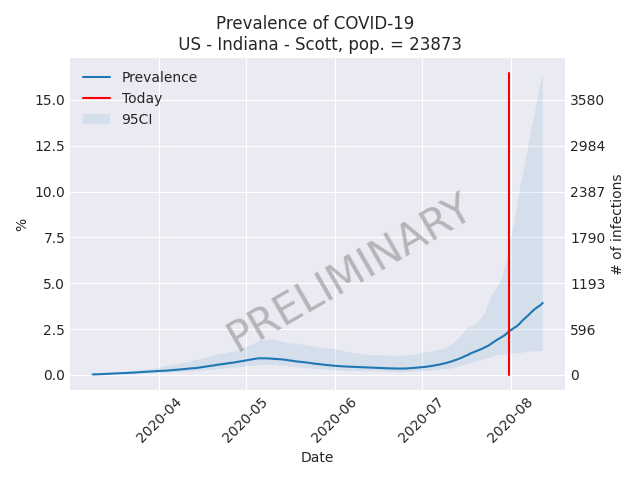 Prevalence of COVID-19
US - Indiana - Scott, pop. = 23873
Prevalence
Today
95CI
15.0
12.5
10.0
7.5
5.0
2.5
0.0
%
3580
2984
2387
1790
1193
596
0
# of infections
PRELIMINARY
2020-04
2020-05
2020-06
2020-07
2020-08
Date